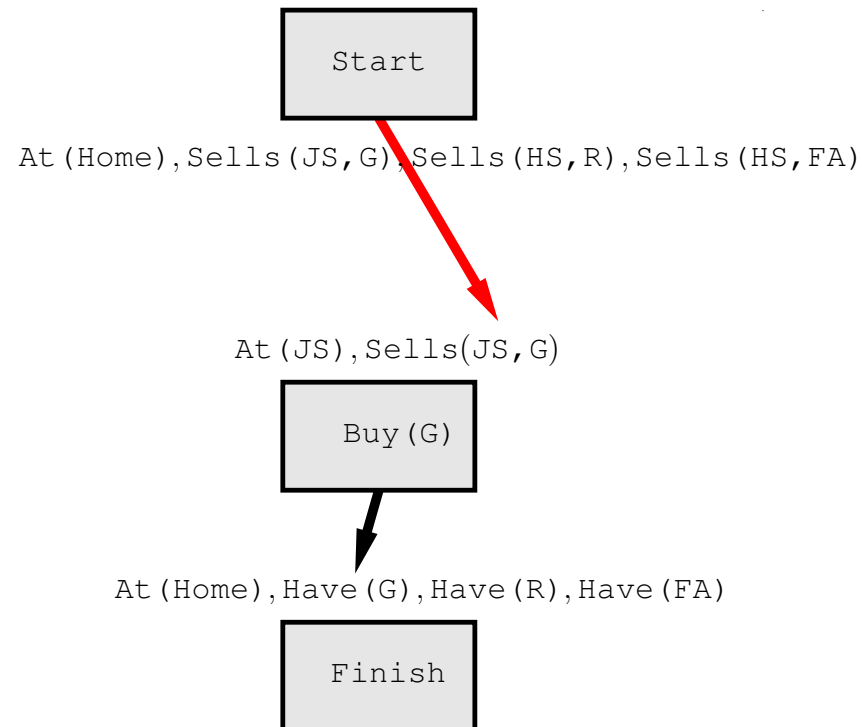 Start
At(Home),Sells(JS,G),Sells(HS,R),Sells(HS,FA)
At(JS),Sells(JS,G)
Buy(G)
At(Home),Have(G),Have(R),Have(FA)
Finish